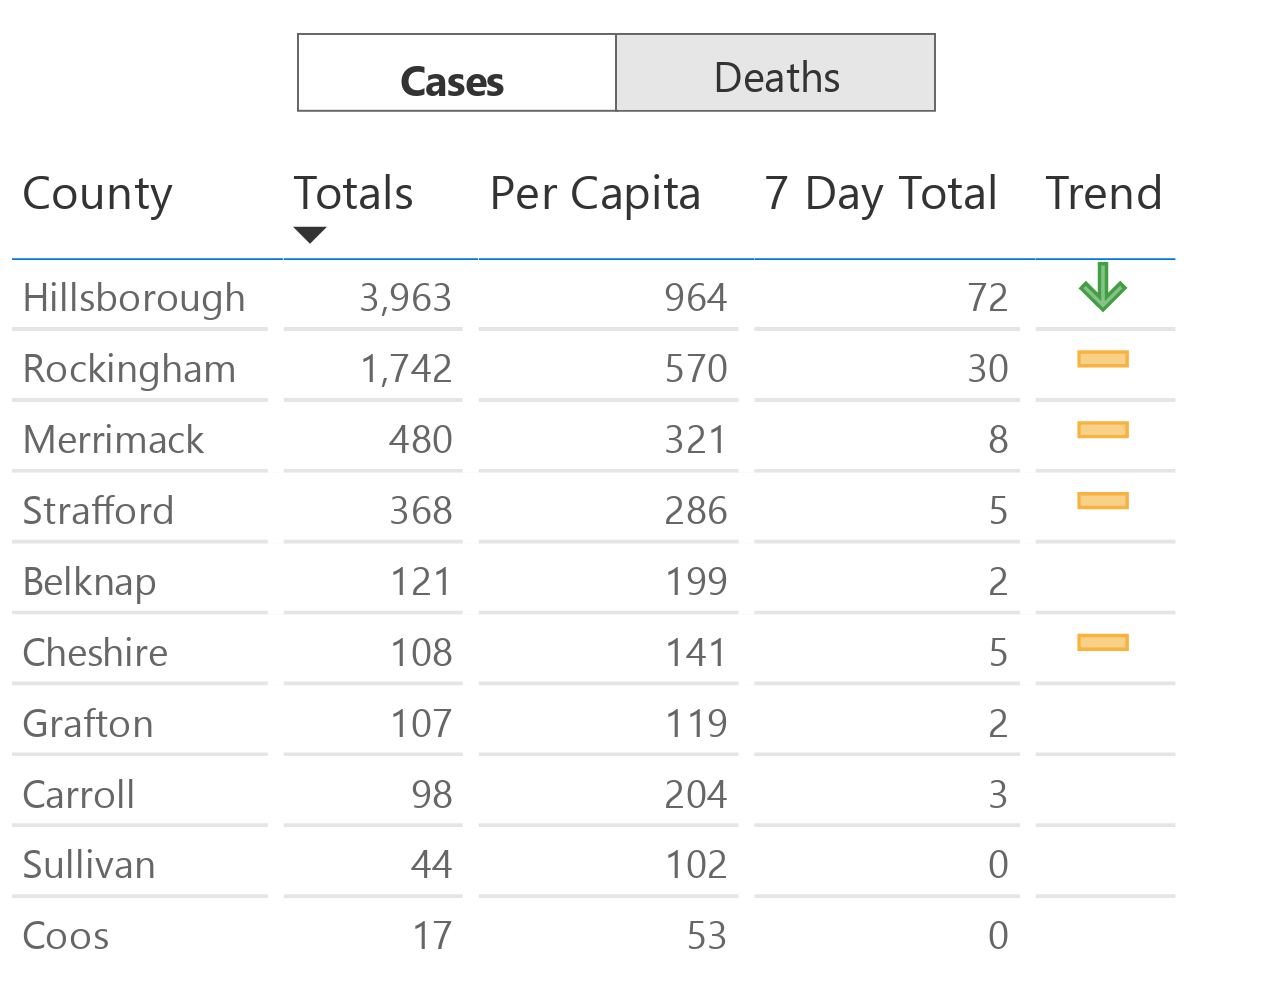 Cases Deaths
County Totals Per Capita 7 Day Total Trend
Hillsborough 3,963 964 72
Rockingham 1,742 570 30
Merrimack 480 321 8
Strafford 368 286 5
Belknap 121 199 2
Cheshire 108 141 5
Grafton 107 119 2
Carroll 98 204 3
Sullivan 44 102 0
Coos 17 53 0